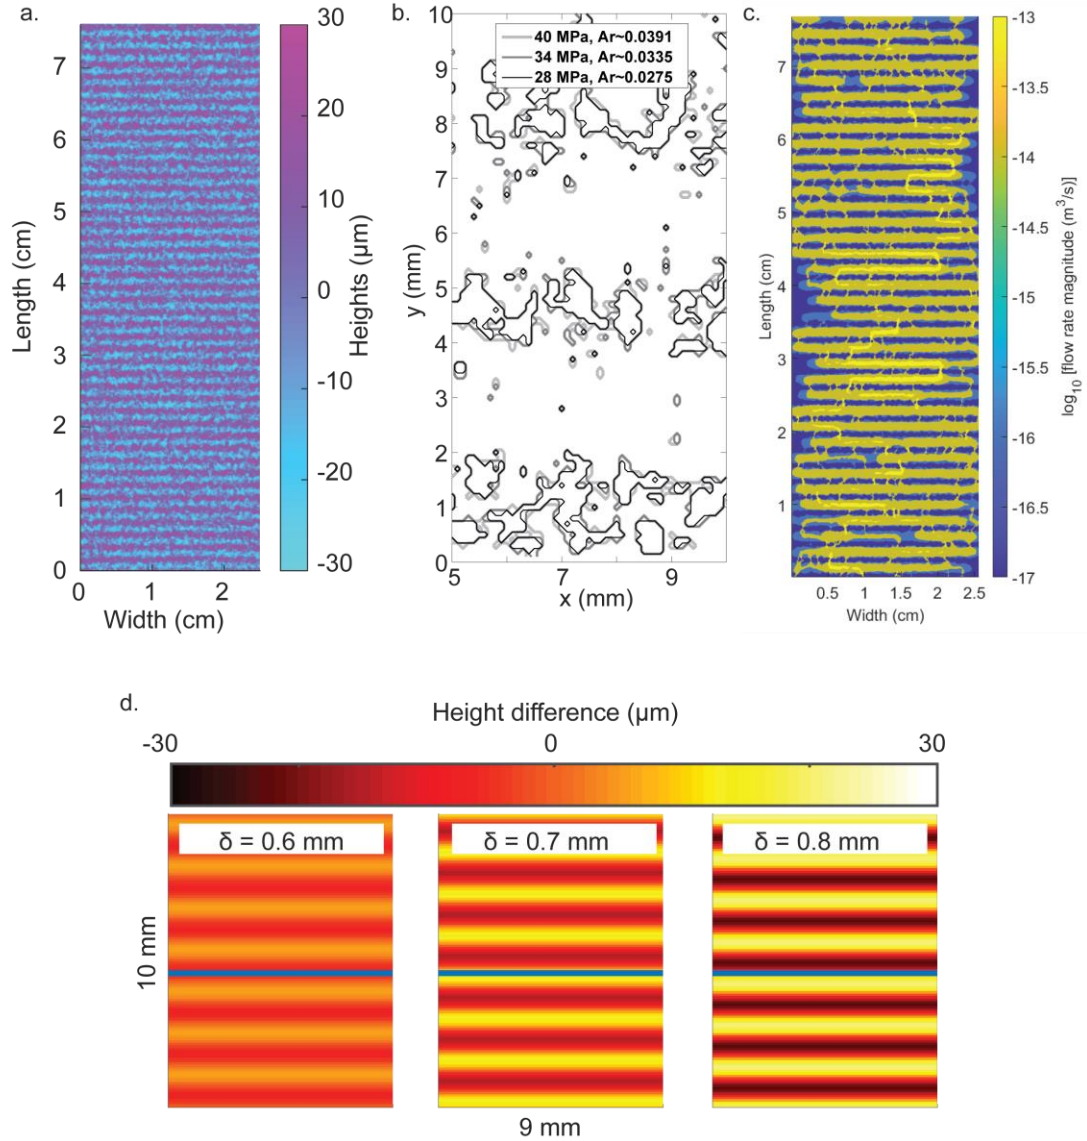 a.
Length (cm)
7
6
5
4
3
2
1
0
0 1 2
Width (cm)
30
20
10
0
-10
-20
-30
Heights (µm)
b.
40 MPa, Ar~0.0391
34 MPa, Ar~0.0335
28 MPa, Ar~0.0275
y (mm)
10
9
8
7
6
5
4
3
2
1
0
5 7 9
x (mm)
c.
Length (cm)
7
6
5
4
3
2
1
0.5 1 1.5 2 2.5
Width (cm)
-13
-13.5
-14
-14.5
-15
-15.5
-16
-16.5
-17
log10 [flow rate magnitude (m³/s)]
d.
Height difference (µm)
-30 0 30
δ = 0.6 mm δ = 0.7 mm δ = 0.8 mm
10 mm
9 mm